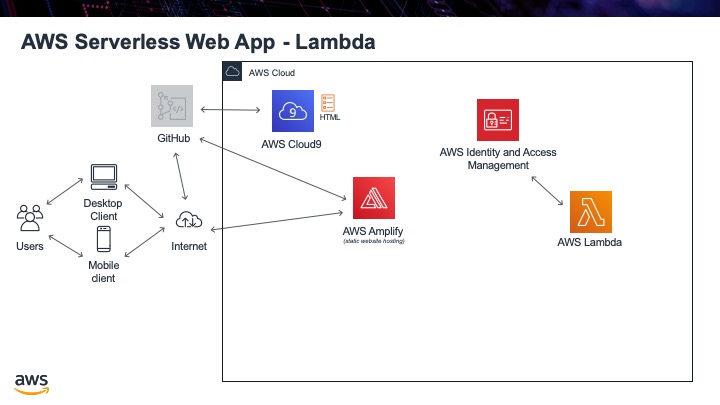 AWS Serverless Web App - Lambda
AWS Cloud
GitHub
9
HTML
AWS Cloud9
AWS Identity and Access
Management
Desktop
Client
Users
Internet
Mobile
client
AWS Amplify
(static website hosting)
AWS Lambda
aws